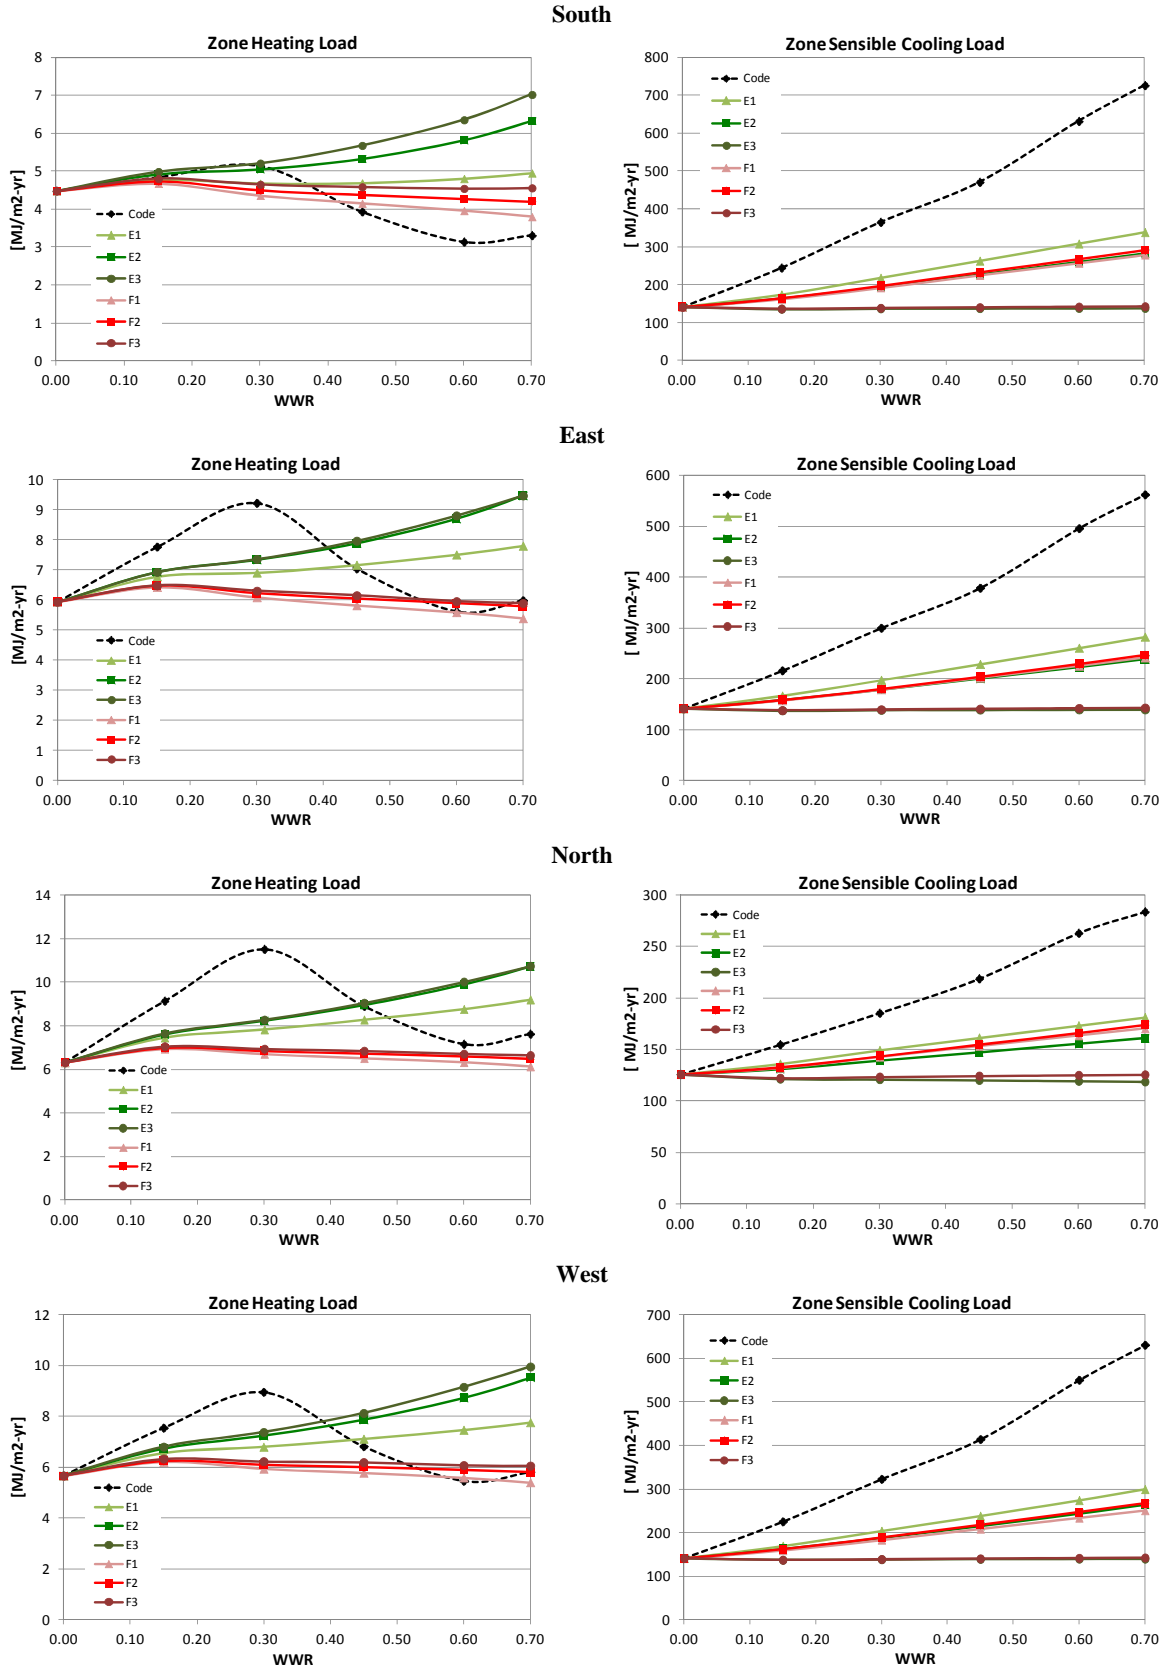 South
Zone Heating Load
8
7
6
5
4
3
2
1
0
[MJ/m2-yr]
Code
E1
E2
E3
F1
F2
F3
0.00 0.10 0.20 0.30 0.40 0.50 0.60 0.70
WWR
Zone Sensible Cooling Load
800
700
600
500
400
300
200
100
0
[ MJ/m2-yr]
Code
E1
E2
E3
F1
F2
F3
0.00 0.10 0.20 0.30 0.40 0.50 0.60 0.70
WWR
East
Zone Heating Load
10
9
8
7
6
5
4
3
2
1
0
[MJ/m2-yr]
Code
E1
E2
E3
F1
F2
F3
0.00 0.10 0.20 0.30 0.40 0.50 0.60 0.70
WWR
Zone Sensible Cooling Load
600
500
400
300
200
100
0
[ MJ/m2-yr]
Code
E1
E2
E3
F1
F2
F3
0.00 0.10 0.20 0.30 0.40 0.50 0.60 0.70
WWR
North
Zone Heating Load
14
12
10
8
6
4
2
0
[MJ/m2-yr]
Code
E1
E2
E3
F1
F2
F3
0.00 0.10 0.20 0.30 0.40 0.50 0.60 0.70
WWR
Zone Sensible Cooling Load
300
250
200
150
100
50
0
[ MJ/m2-yr]
Code
E1
E2
E3
F1
F2
F3
0.00 0.10 0.20 0.30 0.40 0.50 0.60 0.70
WWR
West
Zone Heating Load
12
10
8
6
4
2
0
[MJ/m2-yr]
Code
E1
E2
E3
F1
F2
F3
0.00 0.10 0.20 0.30 0.40 0.50 0.60 0.70
WWR
Zone Sensible Cooling Load
700
600
500
400
300
200
100
0
[ MJ/m2-yr]
Code
E1
E2
E3
F1
F2
F3
0.00 0.10 0.20 0.30 0.40 0.50 0.60 0.70
WWR